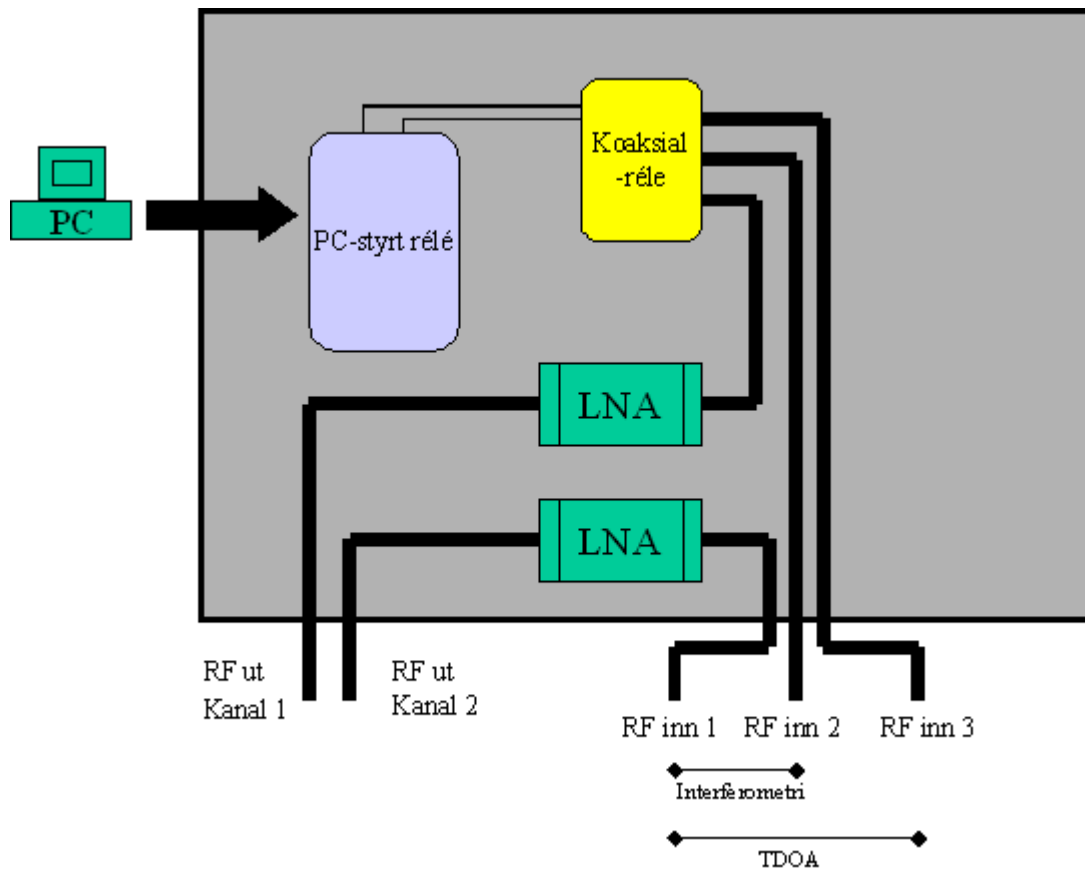 Koaksial
-réle
PC
PC-styrt rélé
LNA
LNA
RF ut
Kanal 1
RF ut
Kanal 2
RF inn 1
RF inn 2
RF inn 3
Interferometri
TDOA